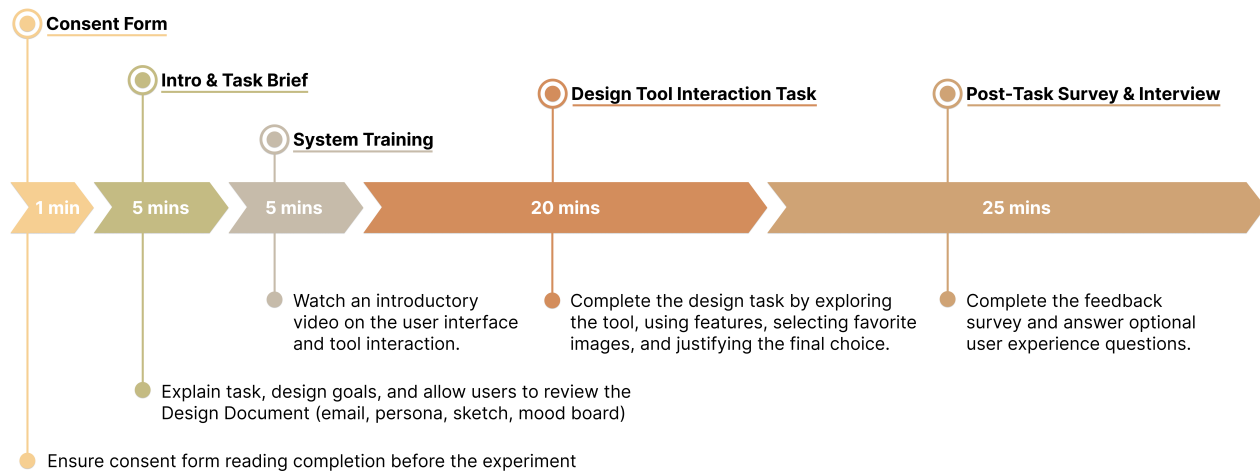 Consent Form
Intro & Task Brief
Design Tool Interaction Task
Post-Task Survey & Interview
System Training
1 min
5 mins
5 mins
20 mins
25 mins
Watch an introductory
video on the user interface
and tool interaction.
Complete the design task by exploring
the tool, using features, selecting favorite
images, and justifying the final choice.
Complete the feedback
survey and answer optional
user experience questions.
Explain task, design goals, and allow users to review the
Design Document (email, persona, sketch, mood board)
Ensure consent form reading completion before the experiment